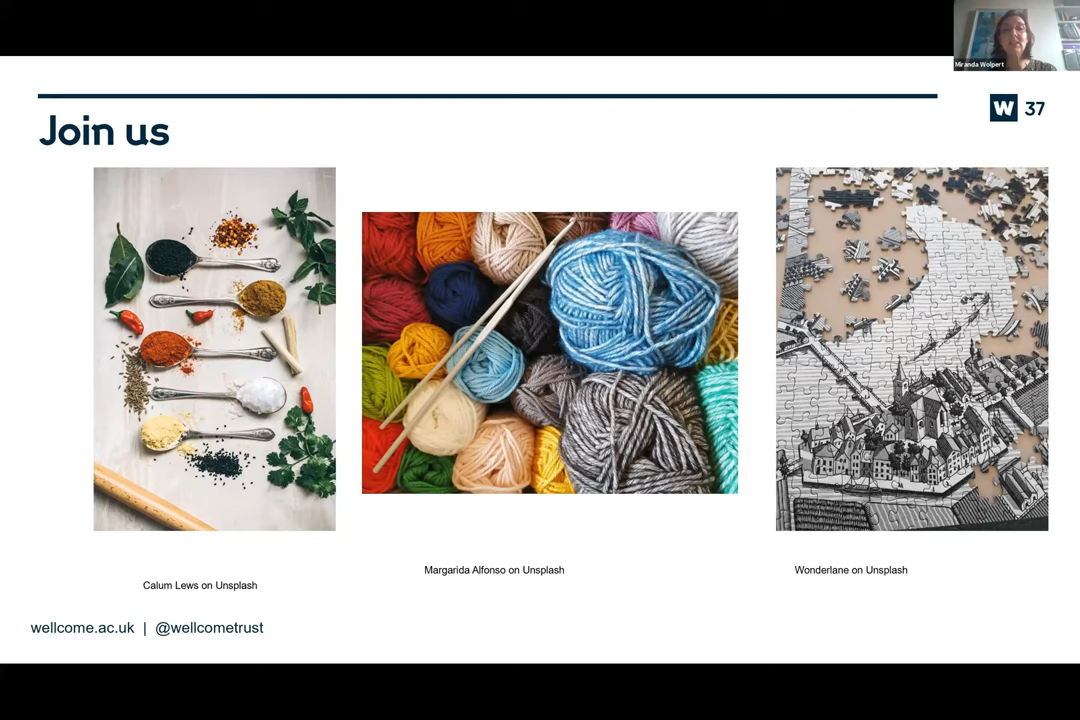 Miranda Wolpert
W 37
Join us
Calum Lews on Unsplash
Margarida Alfonso on Unsplash
Wonderlane on Unsplash
wellcome.ac.uk | @wellcometrust